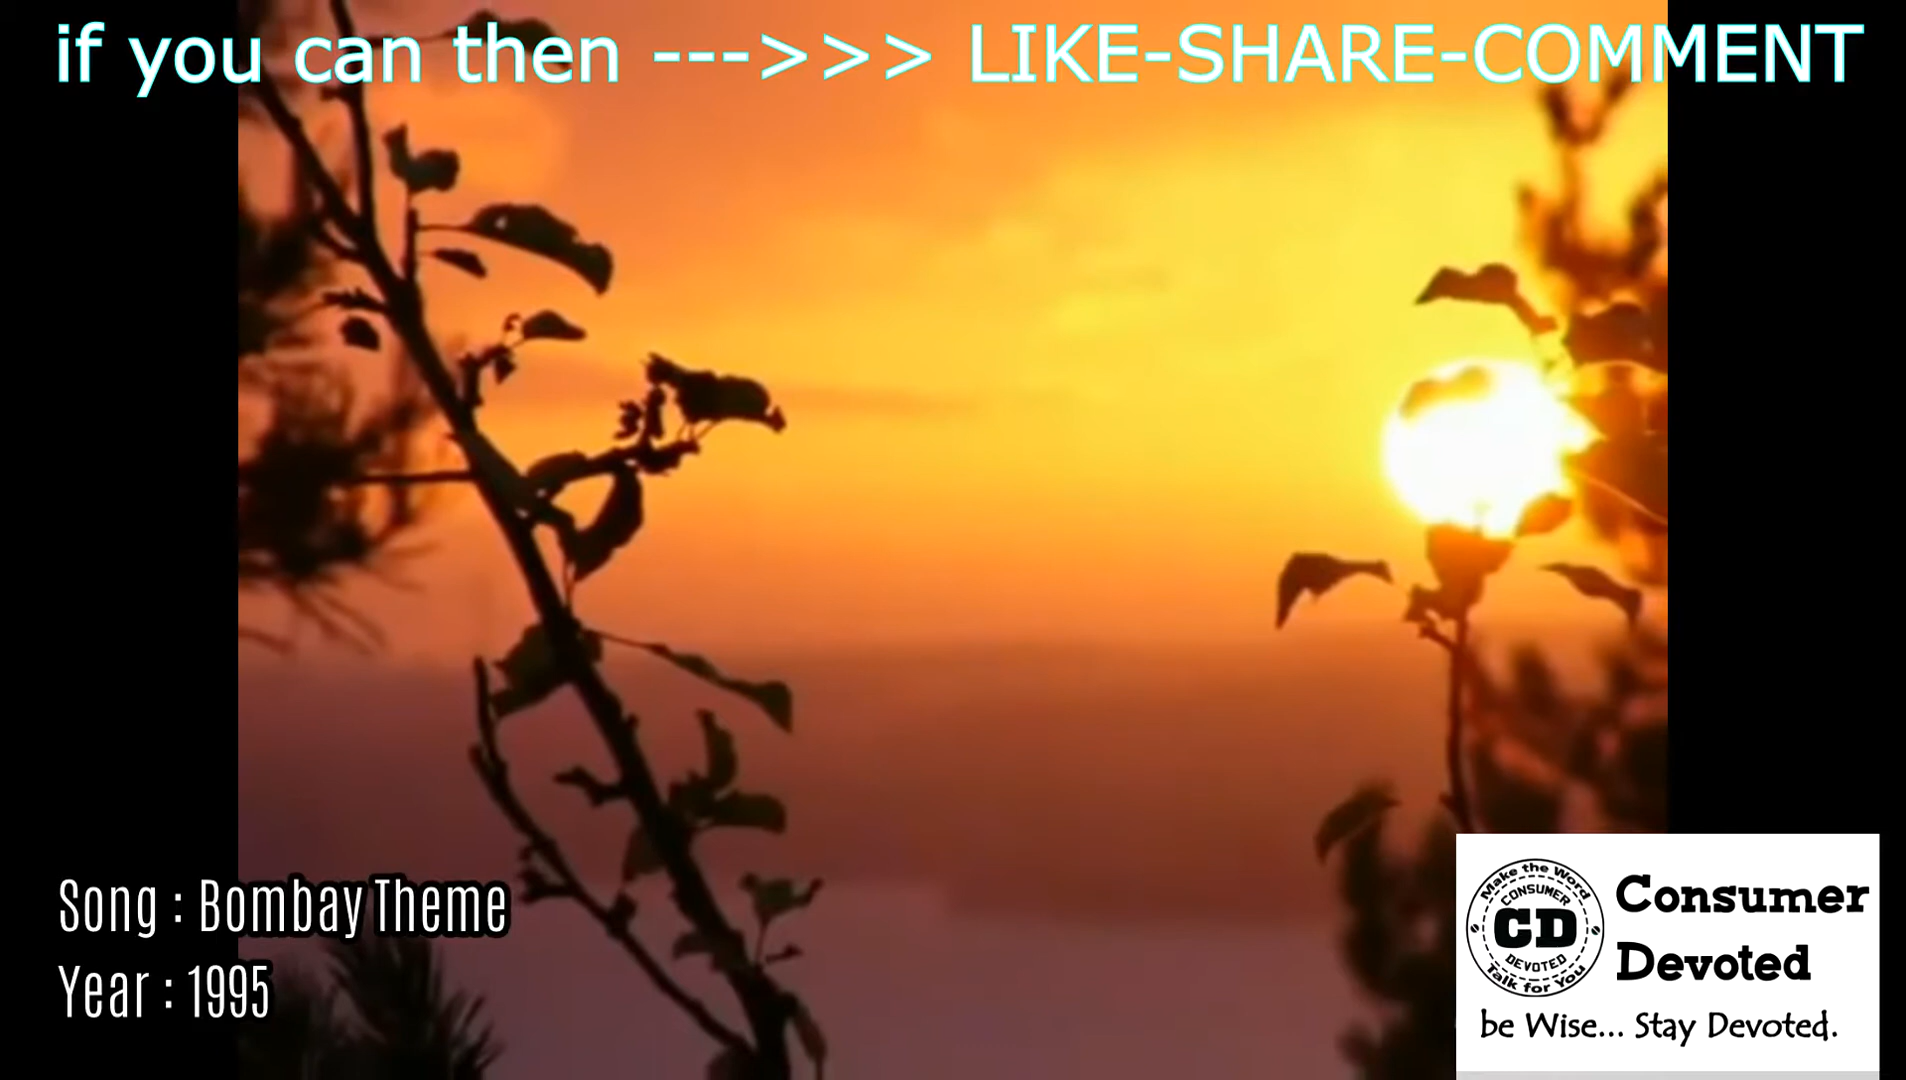 if you can then --->>> LIKE-SHARE-COMMENT
Song : Bombay Theme
Year : 1995
Make the Word
CONSUMER
CD
DEVOTED
Talk for You
Consumer
Devoted
be Wise... Stay Devoted.